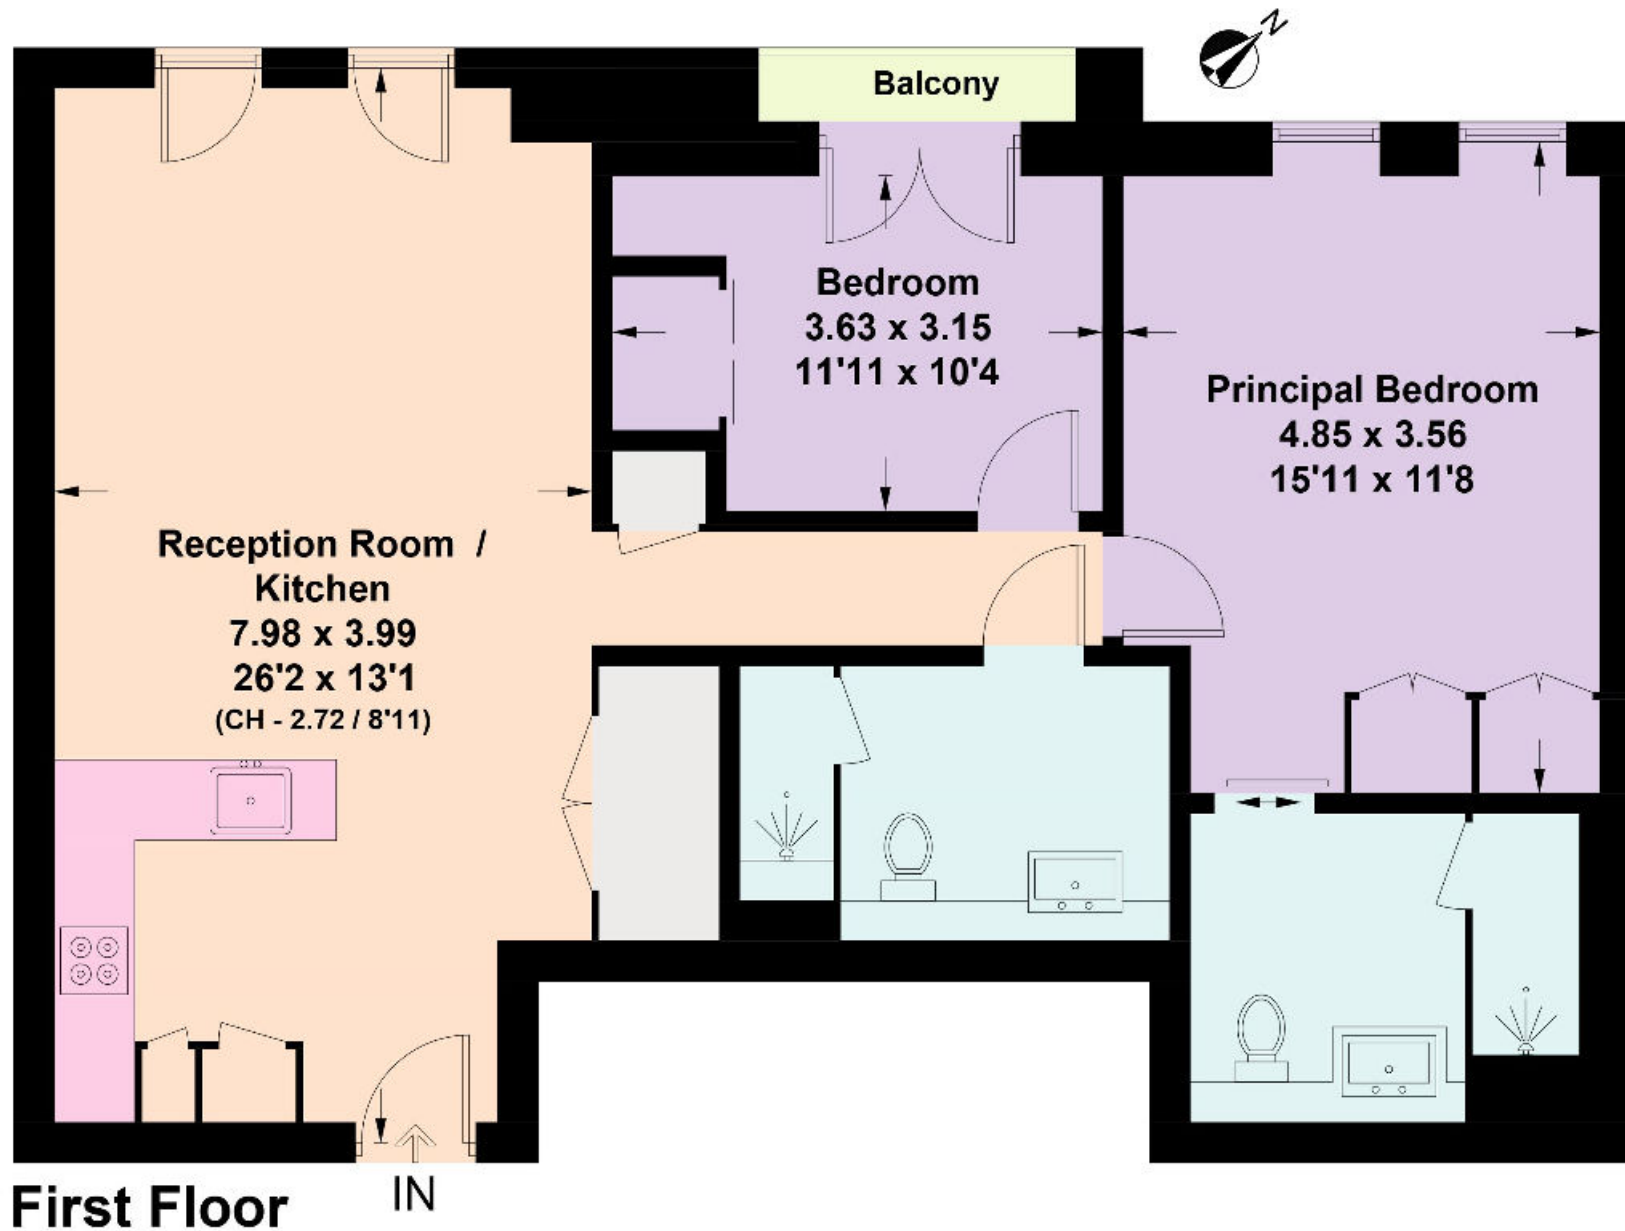 N
Balcony
Bedroom
3.63 x 3.15
11'11 x 10'4
Principal Bedroom
4.85 x 3.56
15'11 x 11'8
Reception Room /
Kitchen
7.98 x 3.99
26'2 x 13'1
(CH - 2.72 / 8'11)
IN
First Floor